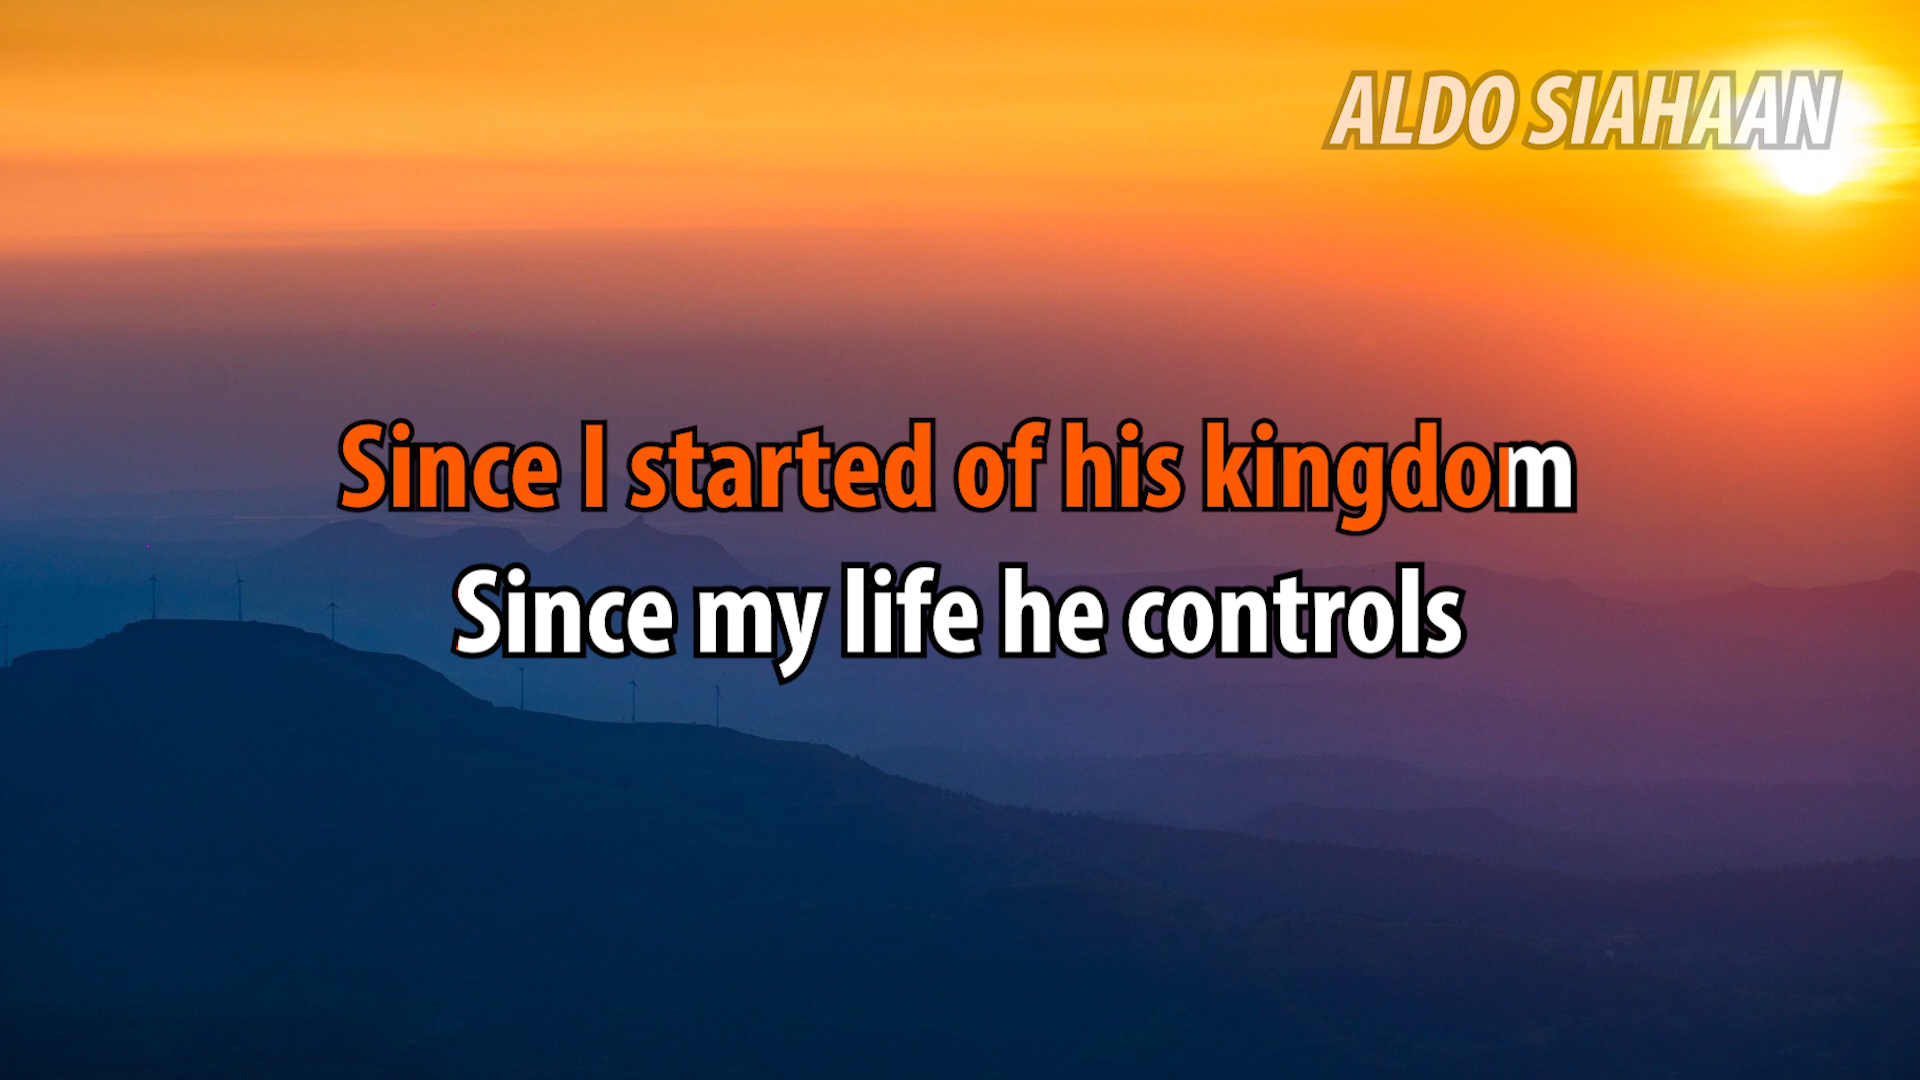 ALDO SIAHAAN
Since I started of his kingdom
Since my life he controls